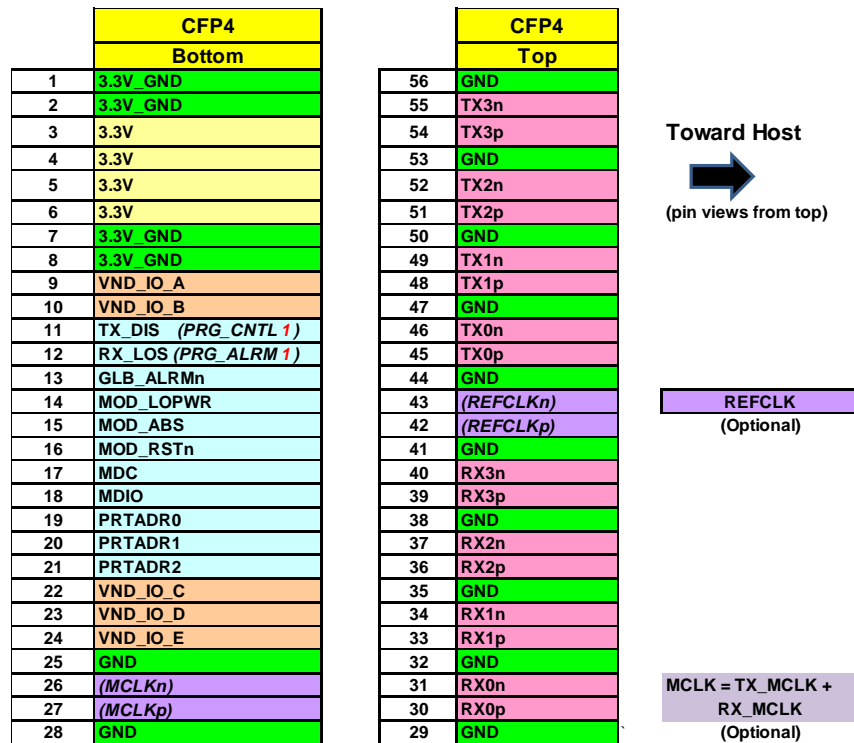 CFP4 CFP4
Bottom Top
1 3.3V_GND 56 GND
2 3.3V_GND 55 TX3n
3 3.3V 54 TX3p Toward Host
4 3.3V 53 GND
5 3.3V 52 TX2n
6 3.3V 51 TX2p (pin views from top)
7 3.3V_GND 50 GND
8 3.3V_GND 49 TX1n
9 VND_IO_A 48 TX1p
10 VND_IO_B 47 GND
11 TX_DIS (PRG_CNTL 1) 46 TX0n
12 RX_LOS (PRG_ALRM 1) 45 TX0p
13 GLB_ALRMn 44 GND
14 MOD_LOPWR 43 (REFCLKn) REFCLK
15 MOD_ABS 42 (REFCLKp) (Optional)
16 MOD_RSTn 41 GND
17 MDC 40 RX3n
18 MDIO 39 RX3p
19 PRTADR0 38 GND
20 PRTADR1 37 RX2n
21 PRTADR2 36 RX2p
22 VND_IO_C 35 GND
23 VND_IO_D 34 RX1n
24 VND_IO_E 33 RX1p
25 GND 32 GND
26 (MCLKn) 31 RX0n MCLK = TX_MCLK +
27 (MCLKp) 30 RX0p RX_MCLK
28 GND 29 GND ` (Optional)